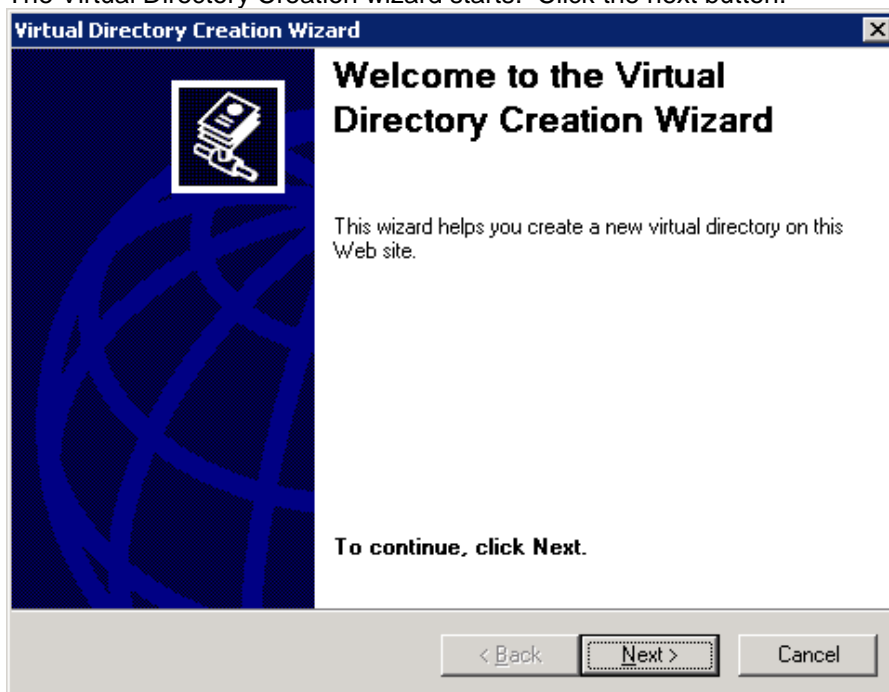 The Virtual Directory Creation wizard starts.  Click the next button.
Virtual Directory Creation Wizard
Welcome to the Virtual
Directory Creation Wizard
This wizard helps you create a new virtual directory on this
Web site.
To continue, click Next.
< Back
Next >
Cancel